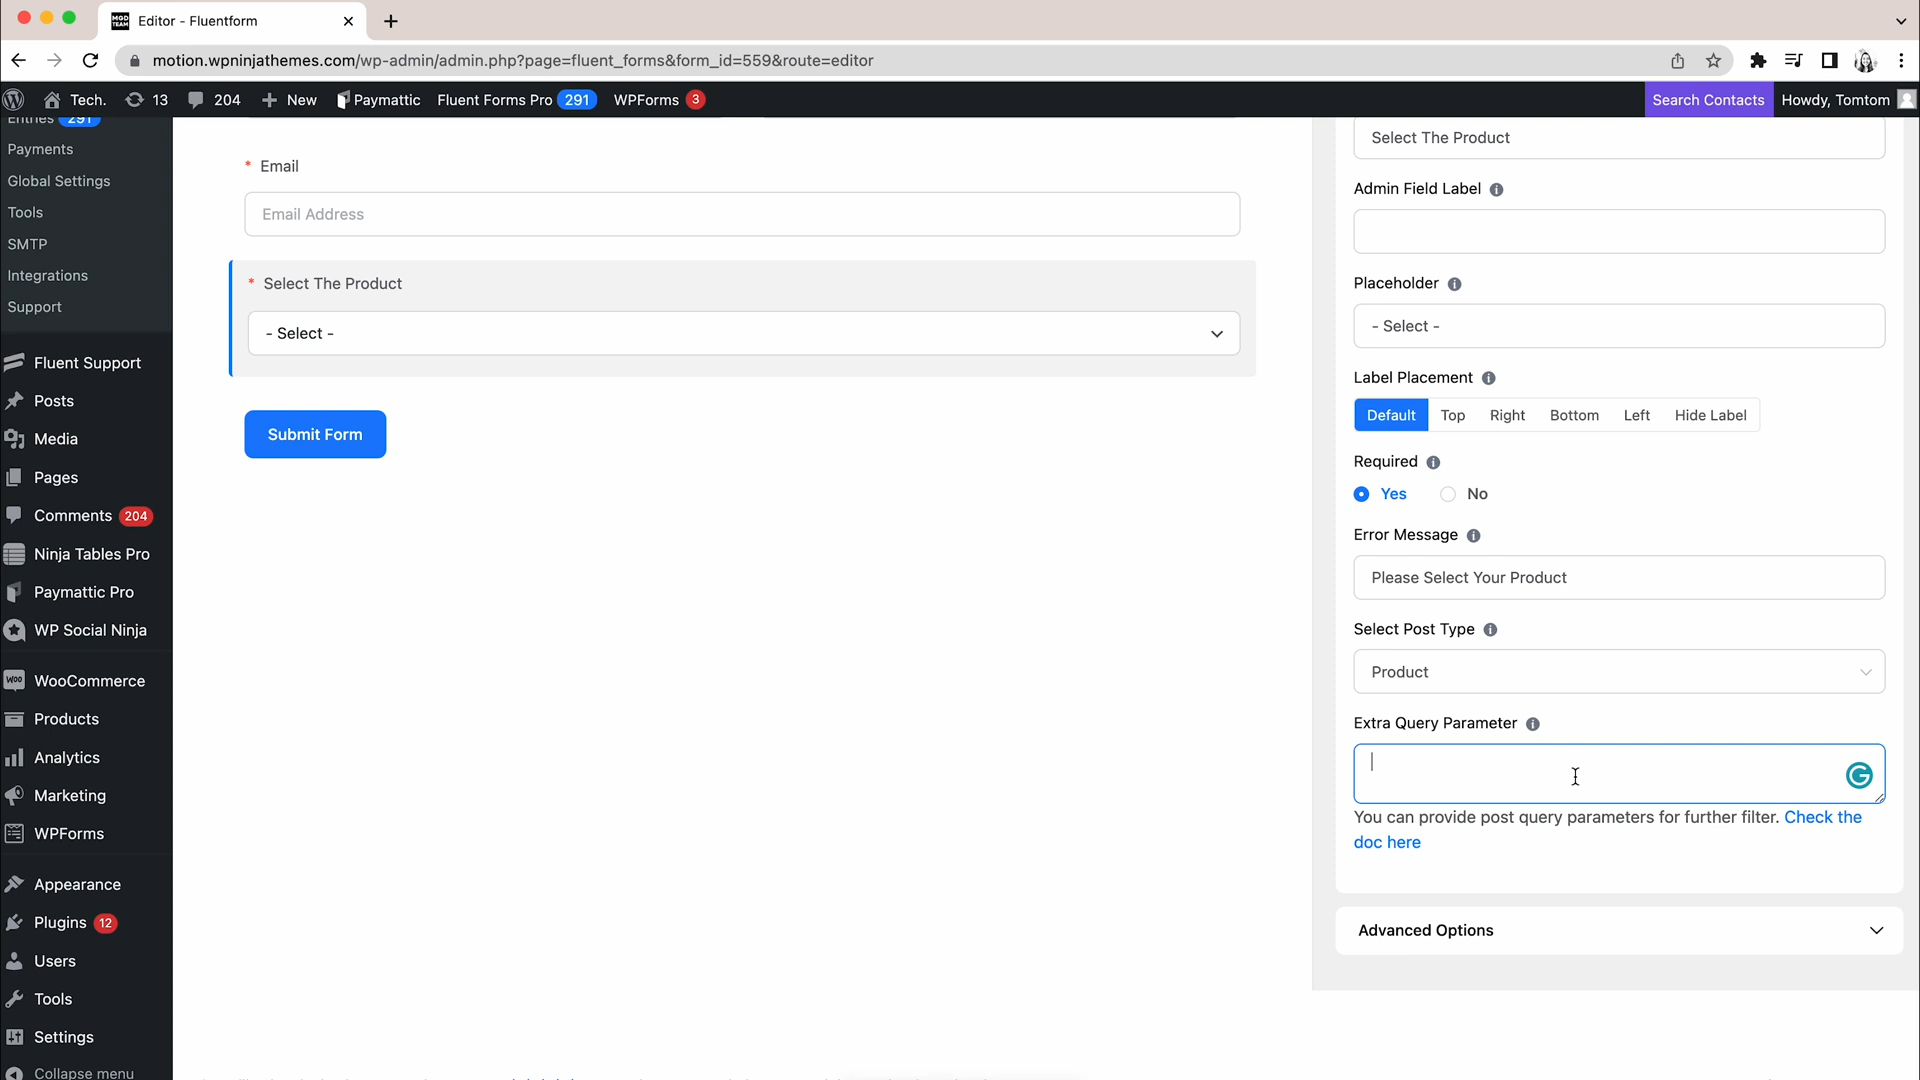 MGD
TEAM
Editor - Fluentform
motion.wpninjathemes.com/wp-admin/admin.php?page=fluent_forms&form_id=559&route=editor
Tech.
13
204
New
Paymattic
Fluent Forms Pro 291
WPForms 3
Search Contacts
Howdy, Tomtom
Entries 291
Payments
Global Settings
Tools
SMTP
Integrations
Support
Fluent Support
Posts
Media
Pages
Comments 204
Ninja Tables Pro
Paymattic Pro
WP Social Ninja
WooCommerce
Products
Analytics
Marketing
WPForms
Appearance
Plugins 12
Users
Tools
Settings
Collapse menu
* Email
Email Address
* Select The Product
- Select -
Submit Form
Select The Product
Admin Field Label
Placeholder
- Select -
Label Placement
Default Top Right Bottom Left Hide Label
Required
Yes No
Error Message
Please Select Your Product
Select Post Type
Product
Extra Query Parameter
You can provide post query parameters for further filter. Check the
doc here
Advanced Options